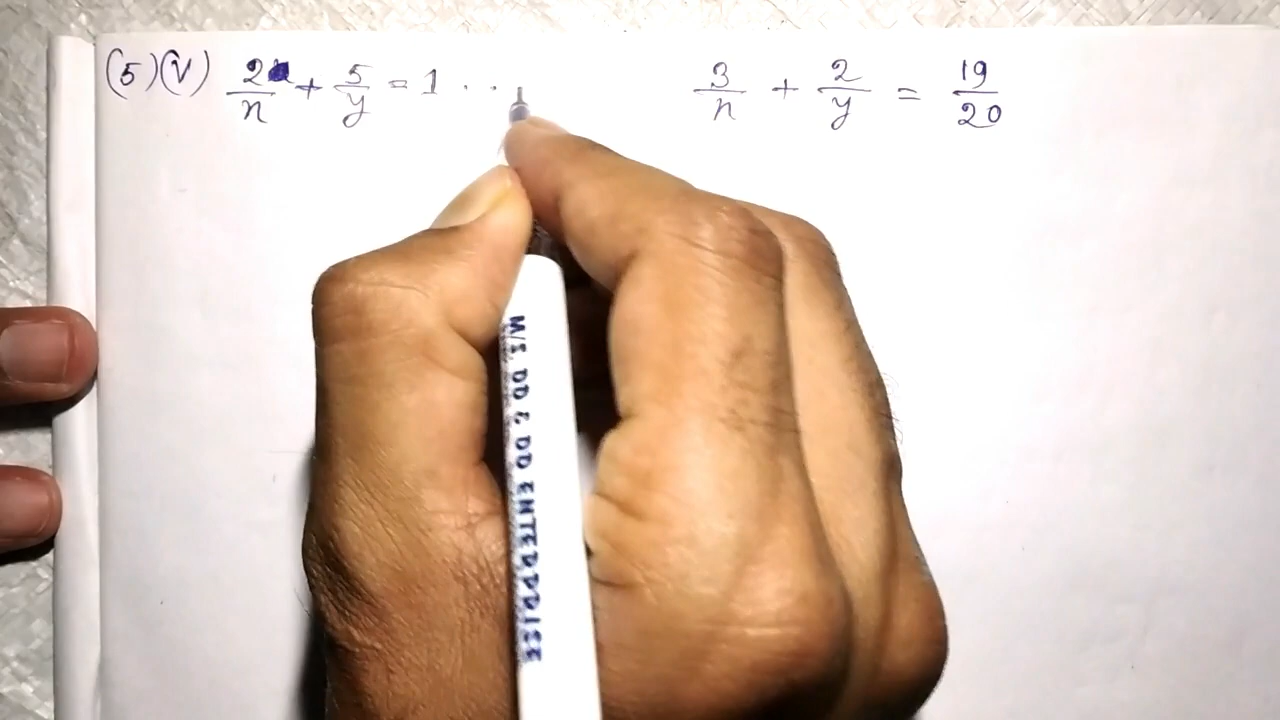 (5)(V) 2/x + 5/y = 1 ... 3/x + 2/y = 19/20
M/S DD & DD ENTERPRISE